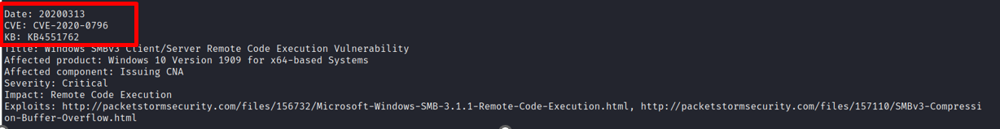 Date: 20200313
CVE: CVE-2020-0796
KB: KB4551762
Title: Windows SMBv3 Client/Server Remote Code Execution Vulnerability
Affected product: Windows 10 Version 1909 for x64-based Systems
Affected component: Issuing CNA
Severity: Critical
Impact: Remote Code Execution
Exploits: http://packetstormsecurity.com/files/156732/Microsoft-Windows-SMB-3.1.1-Remote-Code-Execution.html, http://packetstormsecurity.com/files/157110/SMBv3-Compressi
on-Buffer-Overflow.html